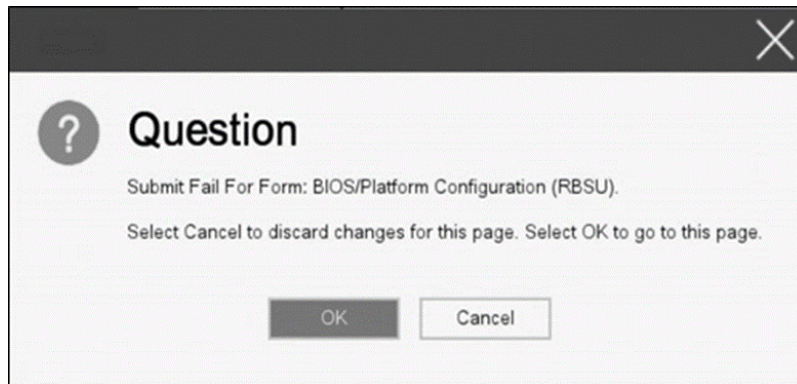 Question
Submit Fail For Form: BIOS/Platform Configuration (RBSU).
Select Cancel to discard changes for this page. Select OK to go to this page.
OK Cancel